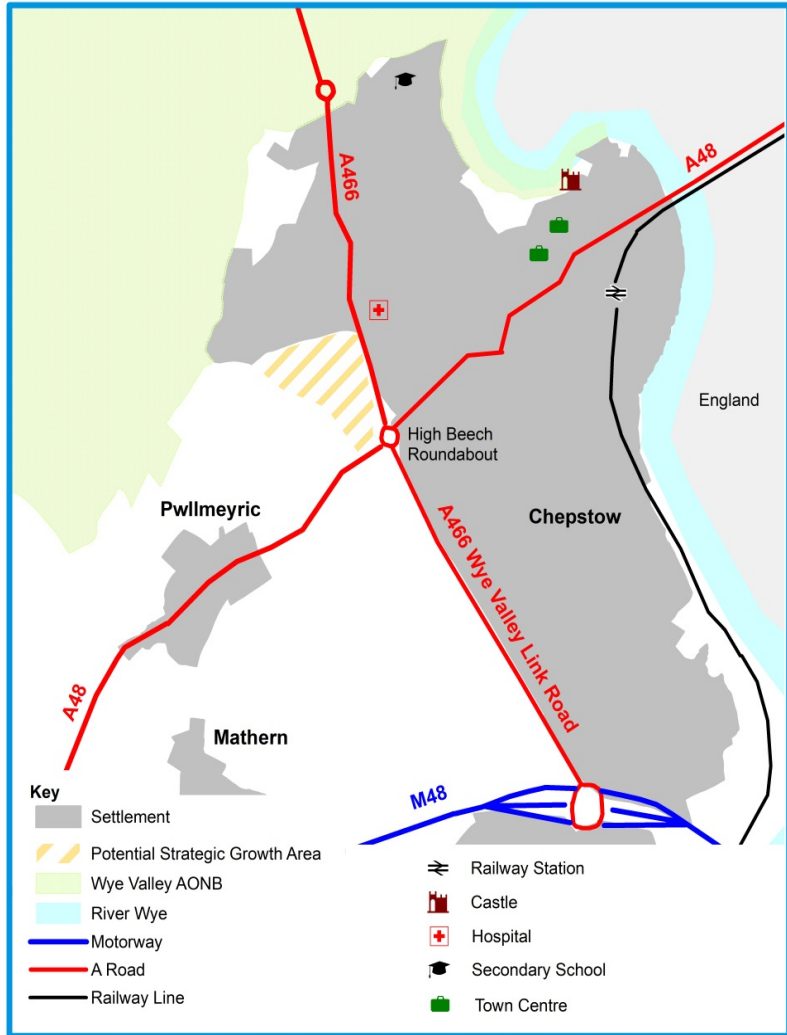 A466
A48
England
High Beech
Roundabout
Pwllmeyric
Chepstow
A466 Wye Valley Link Road
A48
Mathern
M48
Key
Settlement
Potential Strategic Growth Area
Wye Valley AONB
River Wye
Motorway
A Road
Railway Line
Railway Station
Castle
Hospital
Secondary School
Town Centre